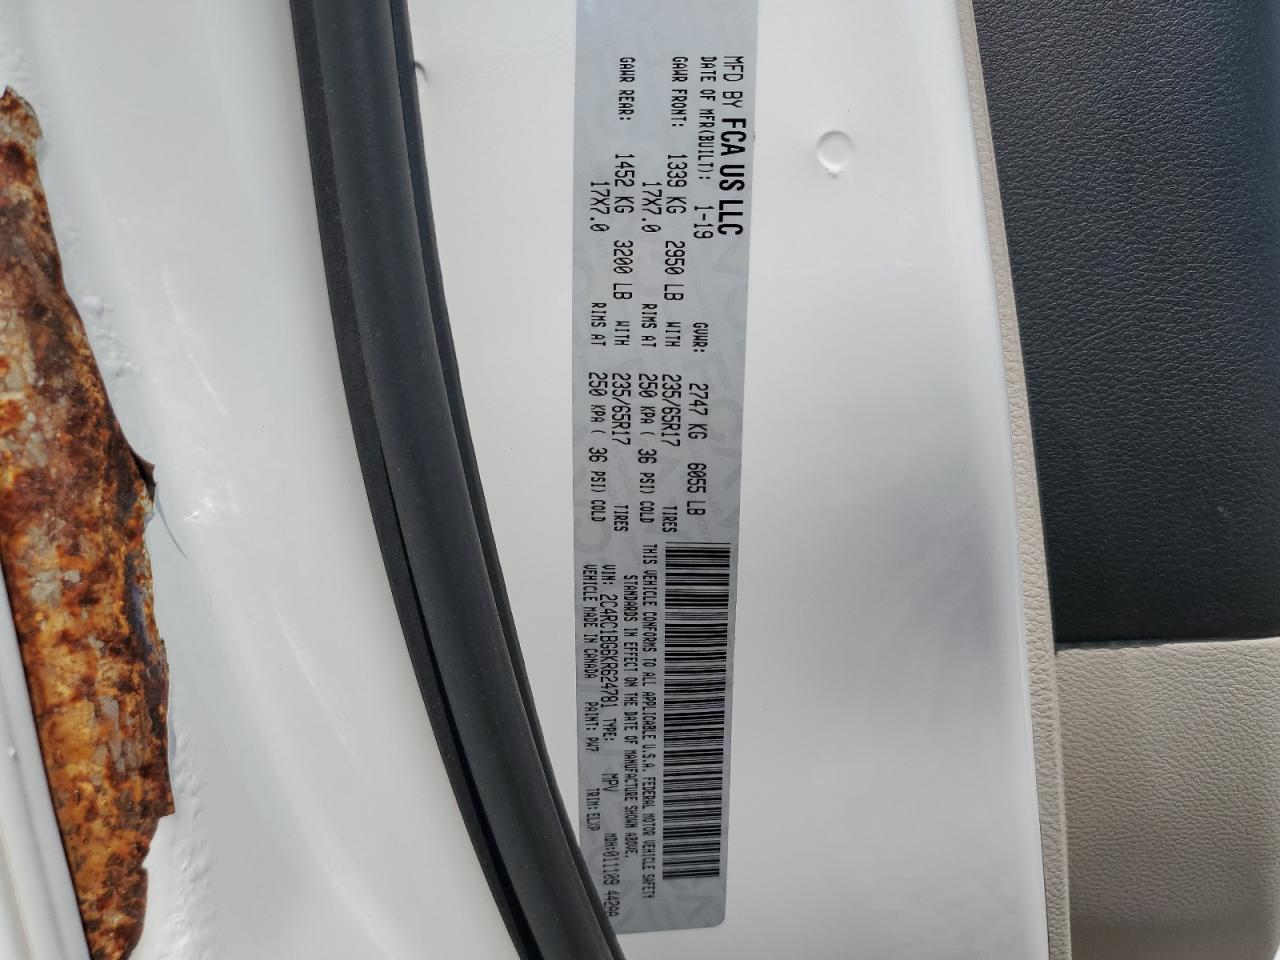 MFD BY FCA US LLC
DATE OF MFR(BUILT): 1-19 GVWR: 2747 KG 6055 LB
GAWR FRONT: 1339 KG 2950 LB WITH 235/65R17 TIRES
17X7.0 RIMS AT 250 KPA ( 36 PSI) COLD
GAWR REAR: 1452 KG 3200 LB WITH 235/65R17 TIRES
17X7.0 RIMS AT 250 KPA ( 36 PSI) COLD
THIS VEHICLE CONFORMS TO ALL APPLICABLE U.S.A. FEDERAL MOTOR VEHICLE SAFETY
STANDARDS IN EFFECT ON THE DATE OF MANUFACTURE SHOWN ABOVE.
VIN: 2C4RC1BG6KR624781 TYPE: MPV MDH:011109 442AA
VEHICLE MADE IN CANADA PAINT: PW7 TRIM: